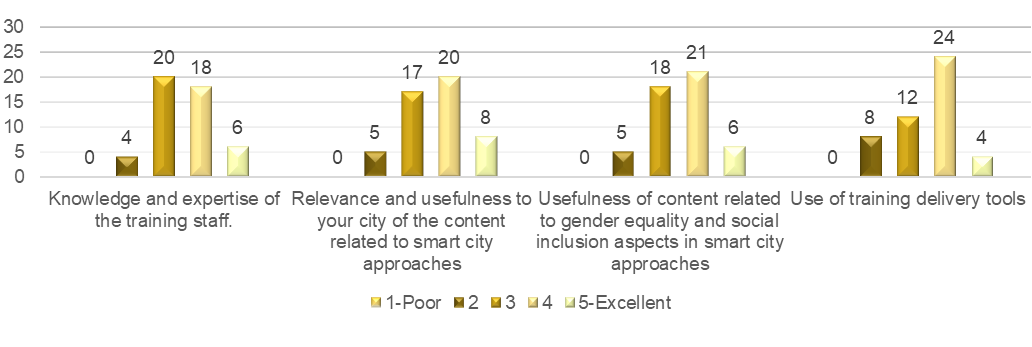 30
25
20
15
10
5
0
0 4 20 18 6
0 5 17 20 8
0 5 18 21 6
0 8 12 24 4
Knowledge and expertise of
the training staff.
Relevance and usefulness to
your city of the content
related to smart city
approaches
Usefulness of content related
to gender equality and social
inclusion aspects in smart city
approaches
Use of training delivery tools
1-Poor 2 3 4 5-Excellent